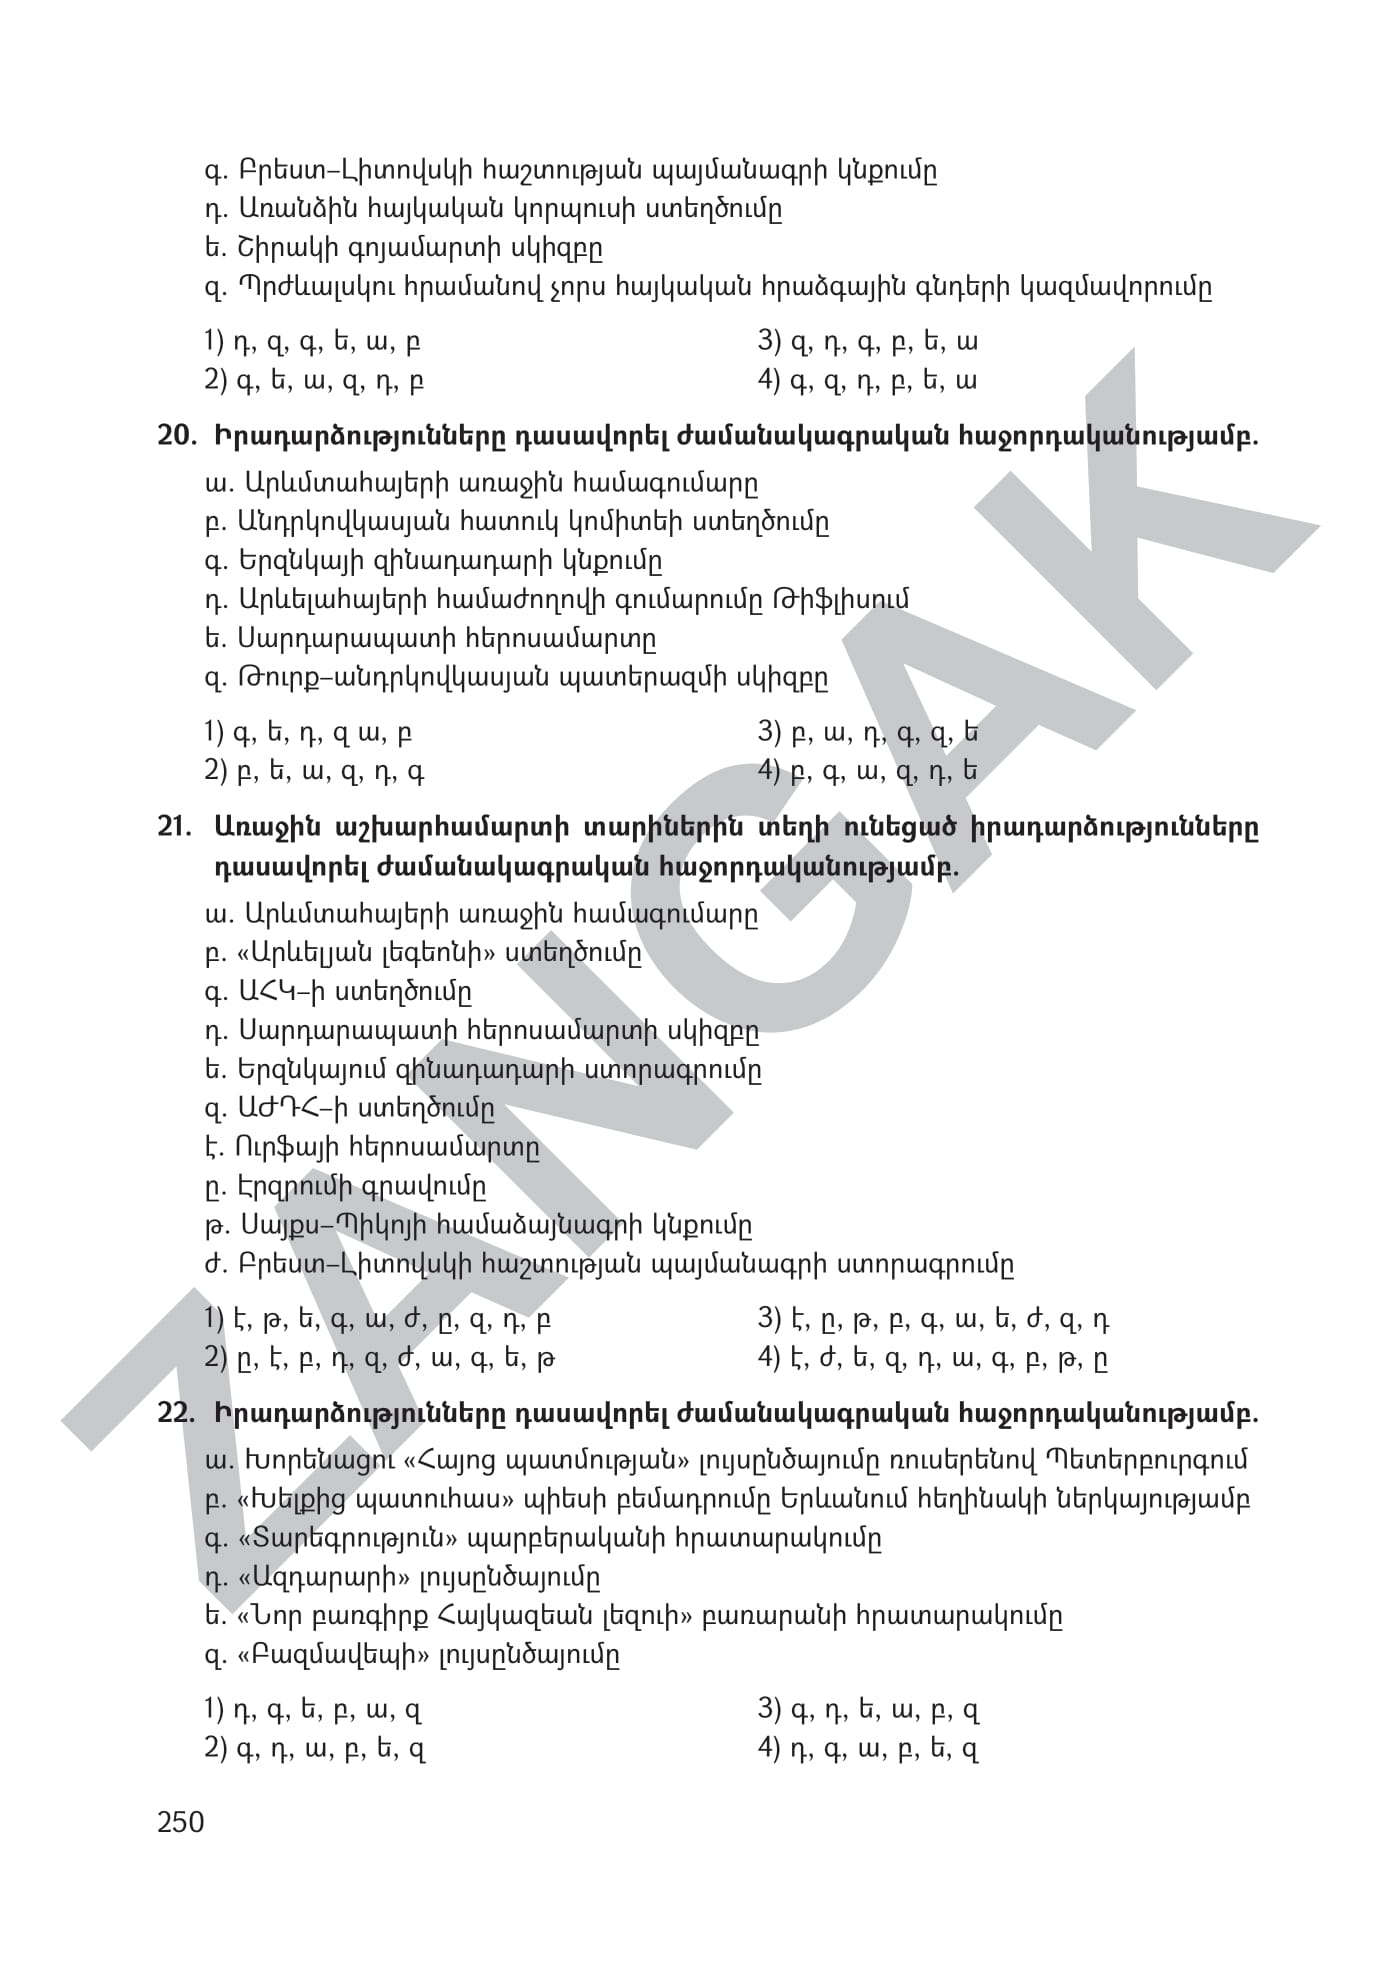 գ. Բրեստ–Լիտովսկի հաշտության պայմանագրի կնքումը
դ. Առանձին հայկական կորպուսի ստեղծումը
ե. Շիրակի գոյամարտի սկիզբը
զ. Պրժևալսկու հրամանով չորս հայկական հրաձգային գնդերի կազմավորումը
1) դ, զ, գ, ե, ա, բ
3) զ, դ, գ, բ, ե, ա
2) գ, ե, ա, զ, դ, բ
4) գ, զ, դ, բ, ե, ա
20. Իրադարձությունները դասավորել ժամանակագրական հաջորդականությամբ.
ա. Արևմտահայերի առաջին համագումարը
բ. Անդրկովկասյան հատուկ կոմիտեի ստեղծումը
գ. Երզնկայի զինադադարի կնքումը
դ. Արևելահայերի համաժողովի գումարումը Թիֆլիսում
ե. Սարդարապատի հերոսամարտը
զ. Թուրք–անդրկովկասյան պատերազմի սկիզբը
1) գ, ե, դ, զ ա, բ
3) բ, ա, դ, գ, զ, ե
2) բ, ե, ա, զ, դ, գ
4) բ, գ, ա, զ, դ, ե
21. Առաջին աշխարհամարտի տարիներին տեղի ունեցած իրադարձությունները
դասավորել ժամանակագրական հաջորդականությամբ.
ա. Արևմտահայերի առաջին համագումարը
բ. «Արևելյան լեգեոնի» ստեղծումը
գ. ԱՀԿ–ի ստեղծումը
դ. Սարդարապատի հերոսամարտի սկիզբը
ե. Երզնկայում զինադադարի ստորագրումը
զ. ԱԺԴՀ–ի ստեղծումը
է. Ուրֆայի հերոսամարտը
ը. Էրզրումի գրավումը
թ. Սայքս–Պիկոյի համաձայնագրի կնքումը
ժ. Բրեստ–Լիտովսկի հաշտության պայմանագրի ստորագրումը
1) է, թ, ե, գ, ա, ժ, ը, զ, դ, բ
3) է, ը, թ, բ, գ, ա, ե, ժ, զ, դ
2) ը, է, բ, դ, զ, ժ, ա, գ, ե, թ
4) է, ժ, ե, զ, դ, ա, գ, բ, թ, ը
22. Իրադարձությունները դասավորել ժամանակագրական հաջորդականությամբ.
ա. Խորենացու «Հայոց պատմության» լույսընծայումը ռուսերենով Պետերբուրգում
բ. «Խելքից պատուհաս» պիեսի բեմադրումը Երևանում հեղինակի ներկայությամբ
գ. «Տարեգրություն» պարբերականի հրատարակումը
դ. «Ազդարարի» լույսընծայումը
ե. «Նոր բառգիրք Հայկազեան լեզուի» բառարանի հրատարակումը
զ. «Բազմավեպի» լույսընծայումը
1) դ, գ, ե, բ, ա, զ
3) գ, դ, ե, ա, բ, զ
2) գ, դ, ա, բ, ե, զ
4) դ, գ, ա, բ, ե, զ
250
ZANGAK